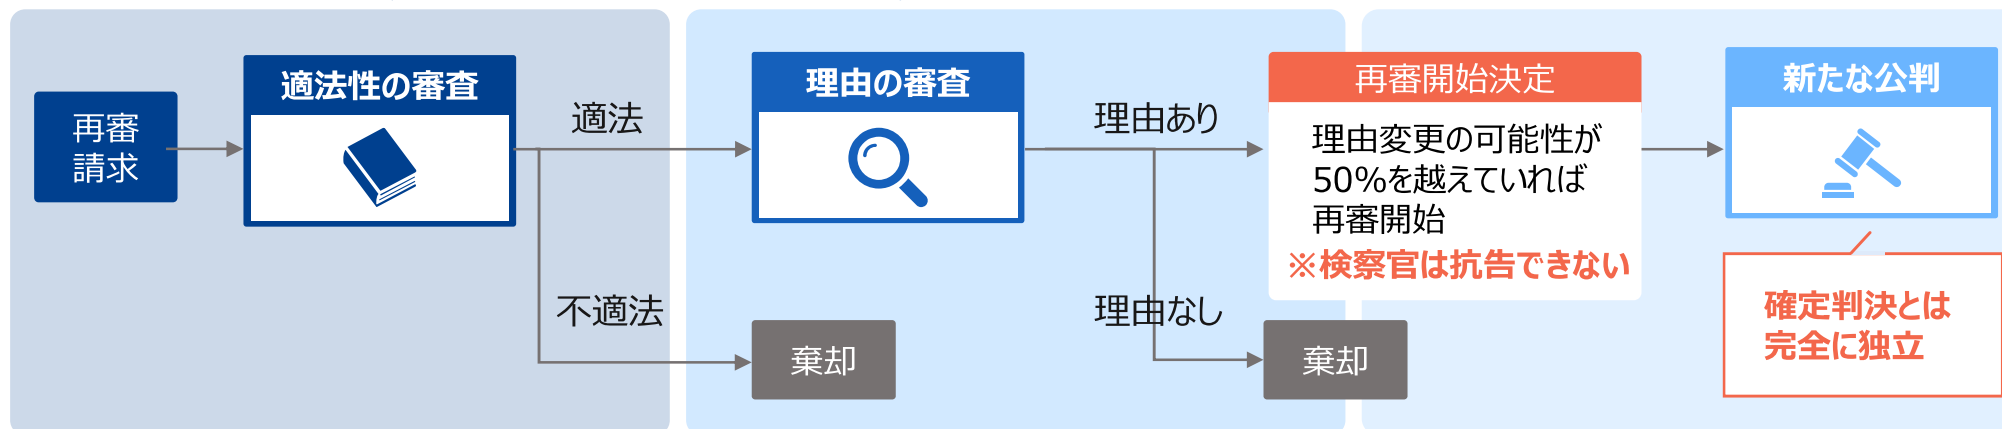 再審
請求
適法性の審査
適法
不適法
理由の審査
棄却
理由あり
理由なし
再審開始決定
理由変更の可能性が
50%を越えていれば
再審開始
※検察官は抗告できない
棄却
新たな公判
確定判決とは
完全に独立